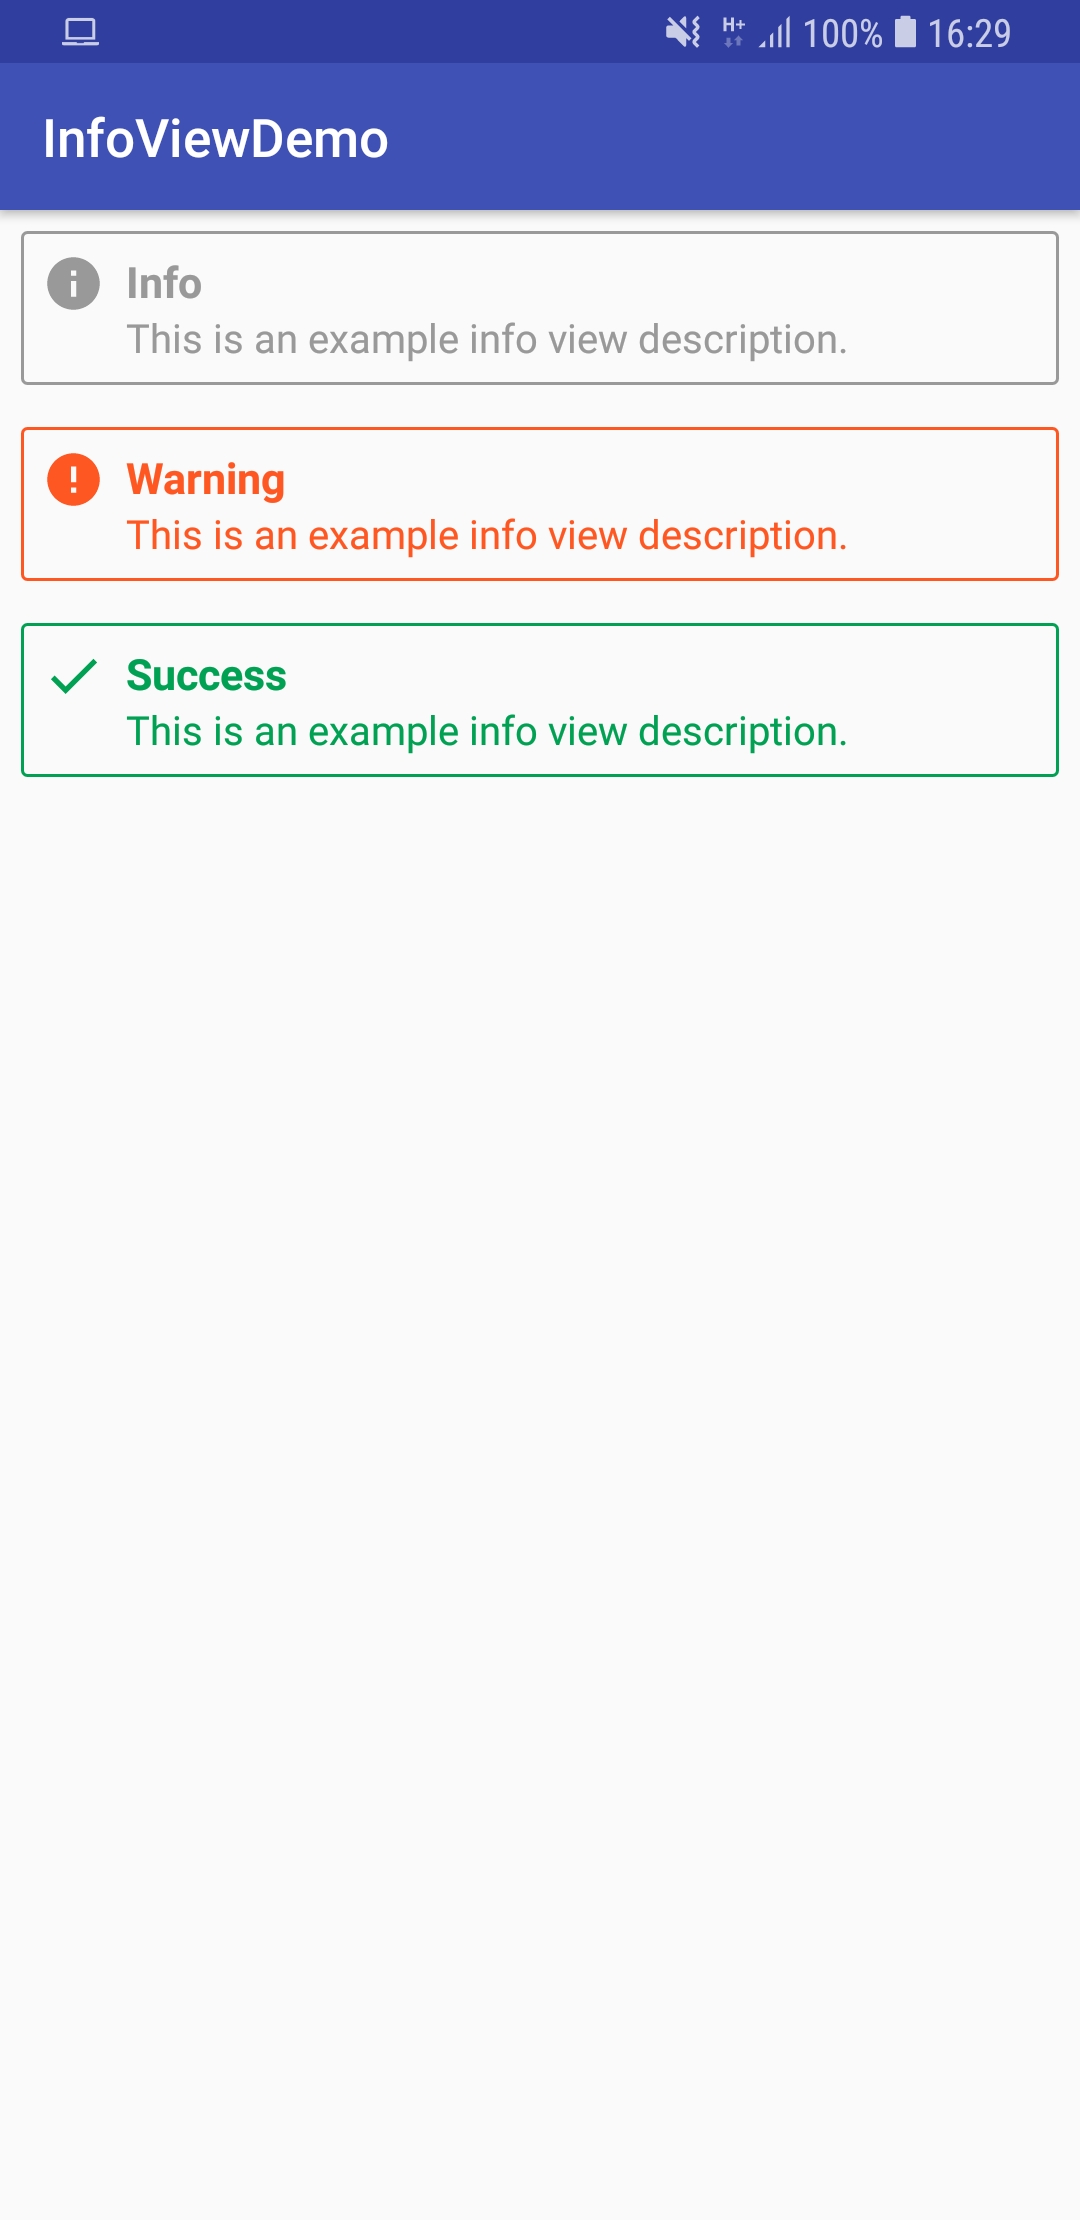 H+ 100% 16:29
InfoViewDemo
Info
This is an example info view description.
Warning
This is an example info view description.
Success
This is an example info view description.